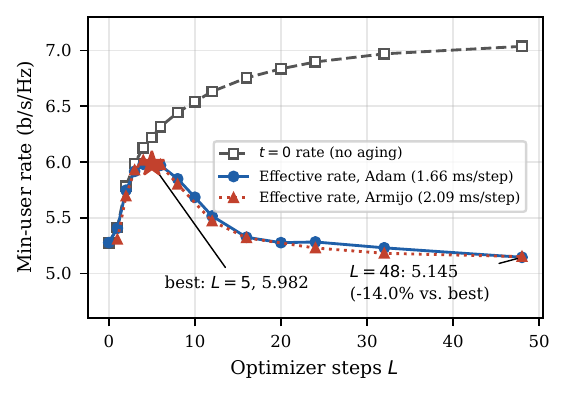 Min-user rate (b/s/Hz)
7.0
6.5
6.0
5.5
5.0
t = 0 rate (no aging)
Effective rate, Adam (1.66 ms/step)
Effective rate, Armijo (2.09 ms/step)
best: L = 5, 5.982
L = 48: 5.145
(-14.0% vs. best)
0 10 20 30 40 50
Optimizer steps L